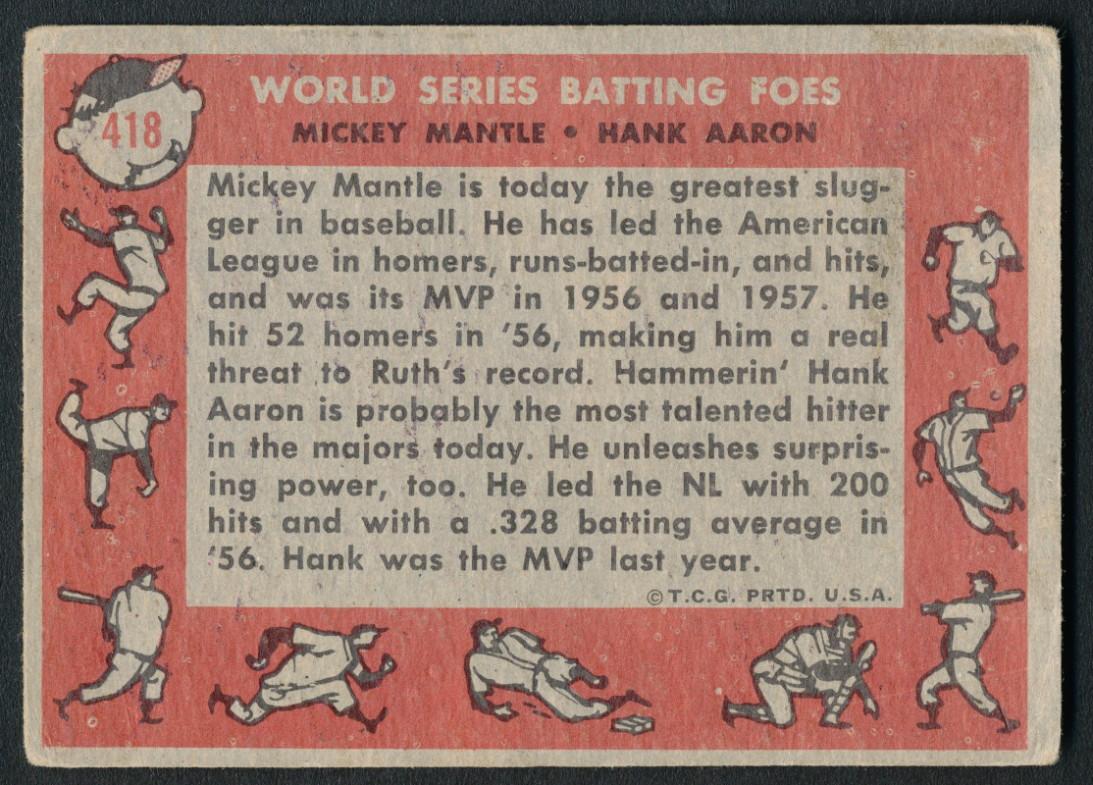 418
WORLD SERIES BATTING FOES
MICKEY MANTLE • HANK AARON
Mickey Mantle is today the greatest slug-
ger in baseball. He has led the American
League in homers, runs-batted-in, and hits,
and was its MVP in 1956 and 1957. He
hit 52 homers in '56, making him a real
threat to Ruth's record. Hammerin' Hank
Aaron is probably the most talented hitter
in the majors today. He unleashes surpris-
ing power, too. He led the NL with 200
hits and with a .328 batting average in
'56. Hank was the MVP last year.
© T.C.G. PRTD. U.S.A.